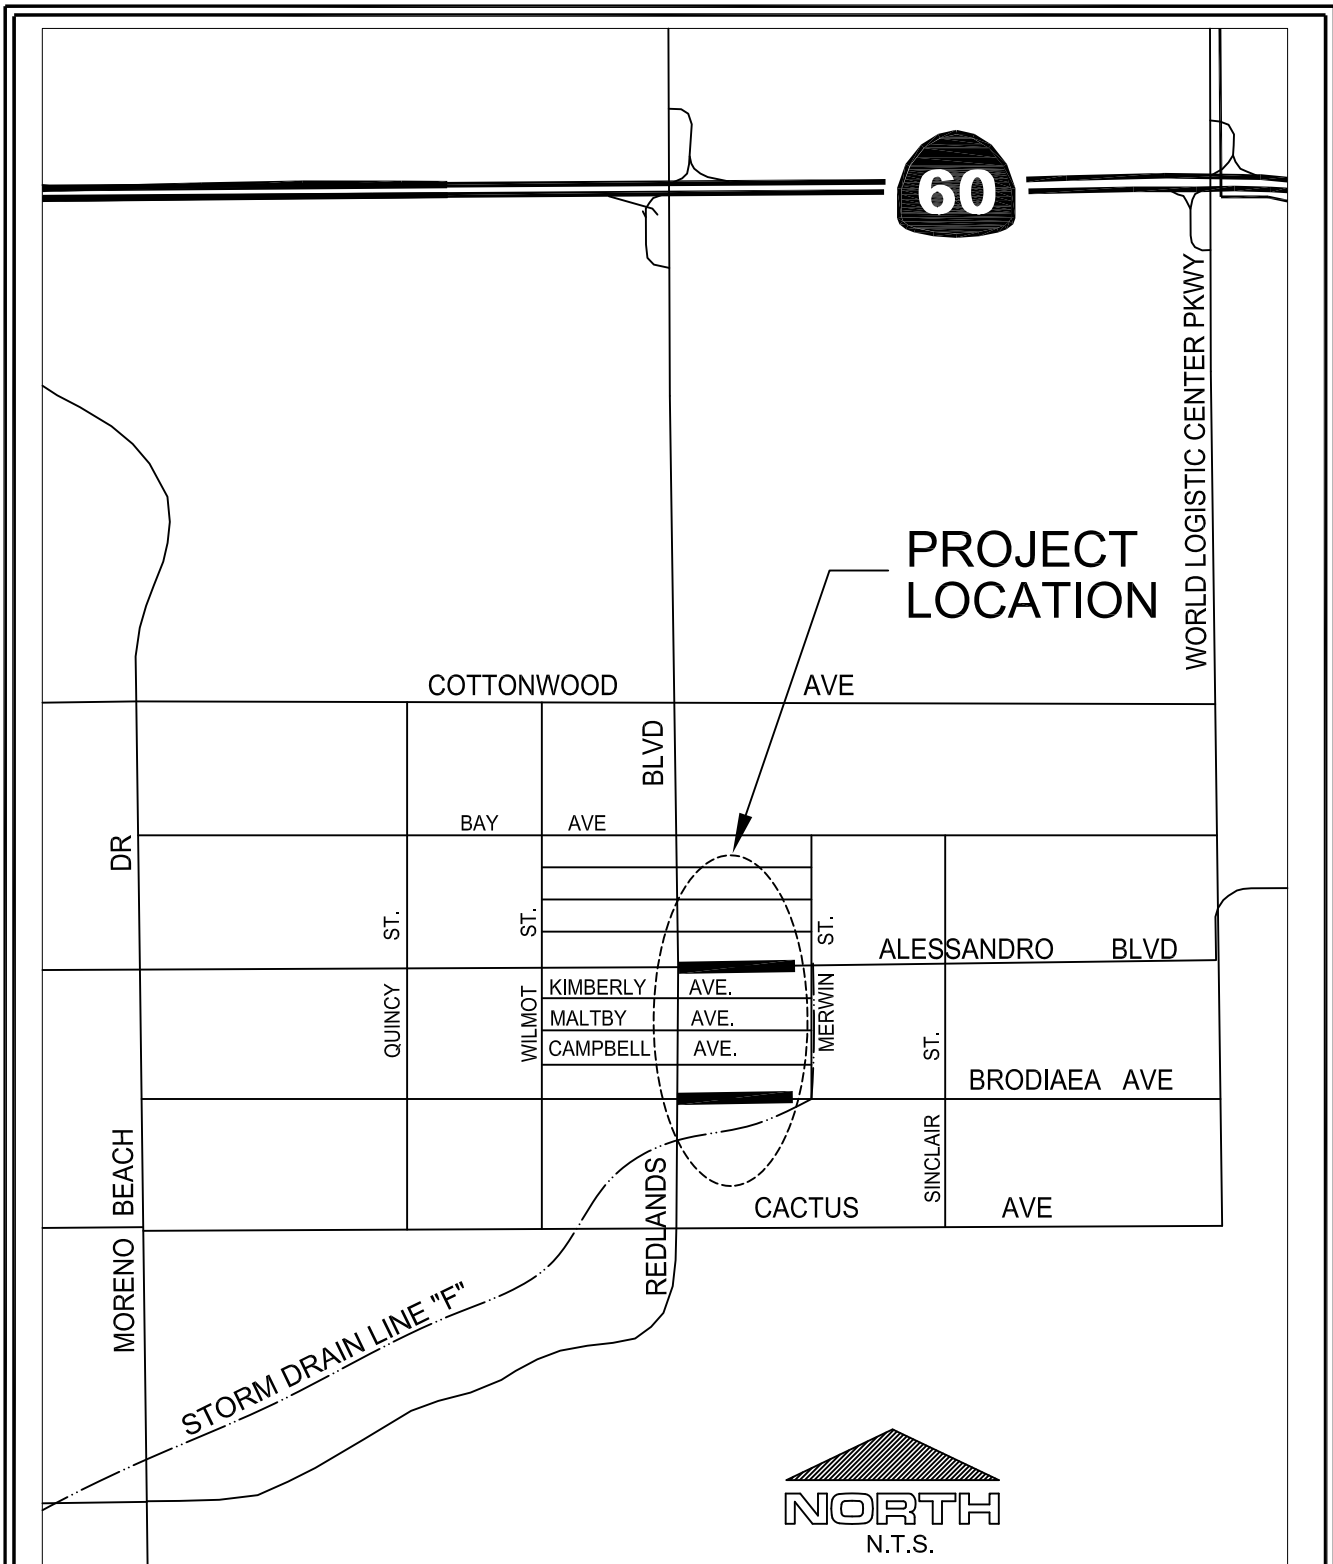 60
WORLD LOGISTIC CENTER PKWY
PROJECT
LOCATION
COTTONWOOD AVE
BLVD
BAY AVE
DR
ST.
ST.
ST.
ALESSANDRO BLVD
KIMBERLY AVE.
MALTBY AVE.
CAMPBELL AVE.
QUINCY
WILMOT
MERWIN
ST.
BRODIAEA AVE
SINCLAIR
MORENO BEACH
REDLANDS
CACTUS AVE
STORM DRAIN LINE "F"
NORTH
N.T.S.